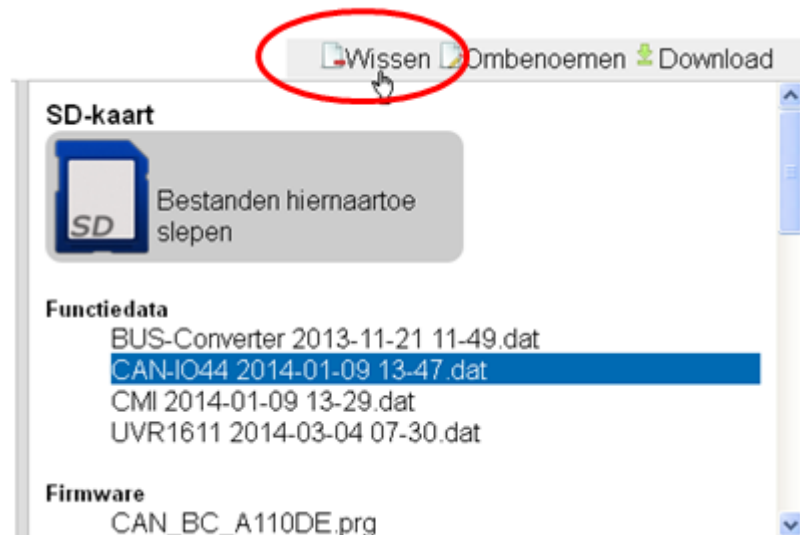 Wissen Ombenoemen Download
SD-kaart
SD
Bestanden hiernaartoe
slepen
Functiedata
BUS-Converter 2013-11-21 11-49.dat
CAN-IO44 2014-01-09 13-47.dat
CMI 2014-01-09 13-29.dat
UVR1611 2014-03-04 07-30.dat
Firmware
CAN_BC_A110DE.prg